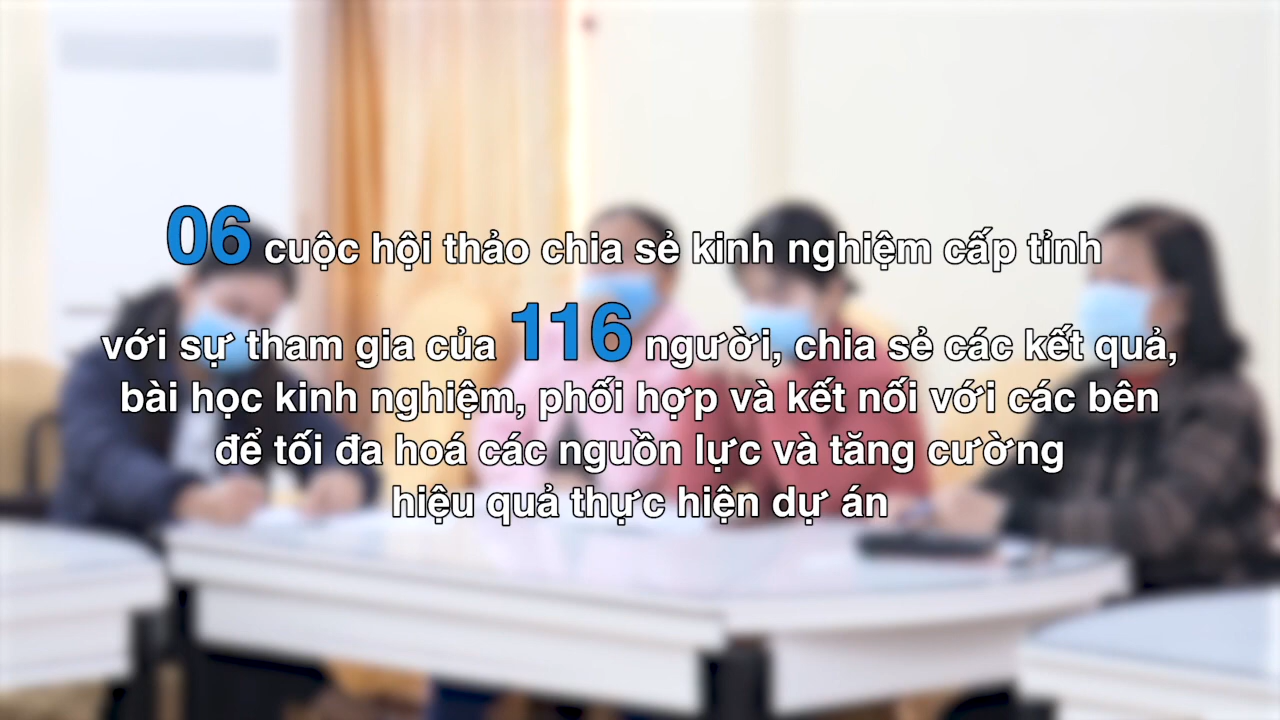 06 cuộc hội thảo chia sẻ kinh nghiệm cấp tỉnh
với sự tham gia của 116 người, chia sẻ các kết quả,
bài học kinh nghiệm, phối hợp và kết nối với các bên
để tối đa hoá các nguồn lực và tăng cường
hiệu quả thực hiện dự án